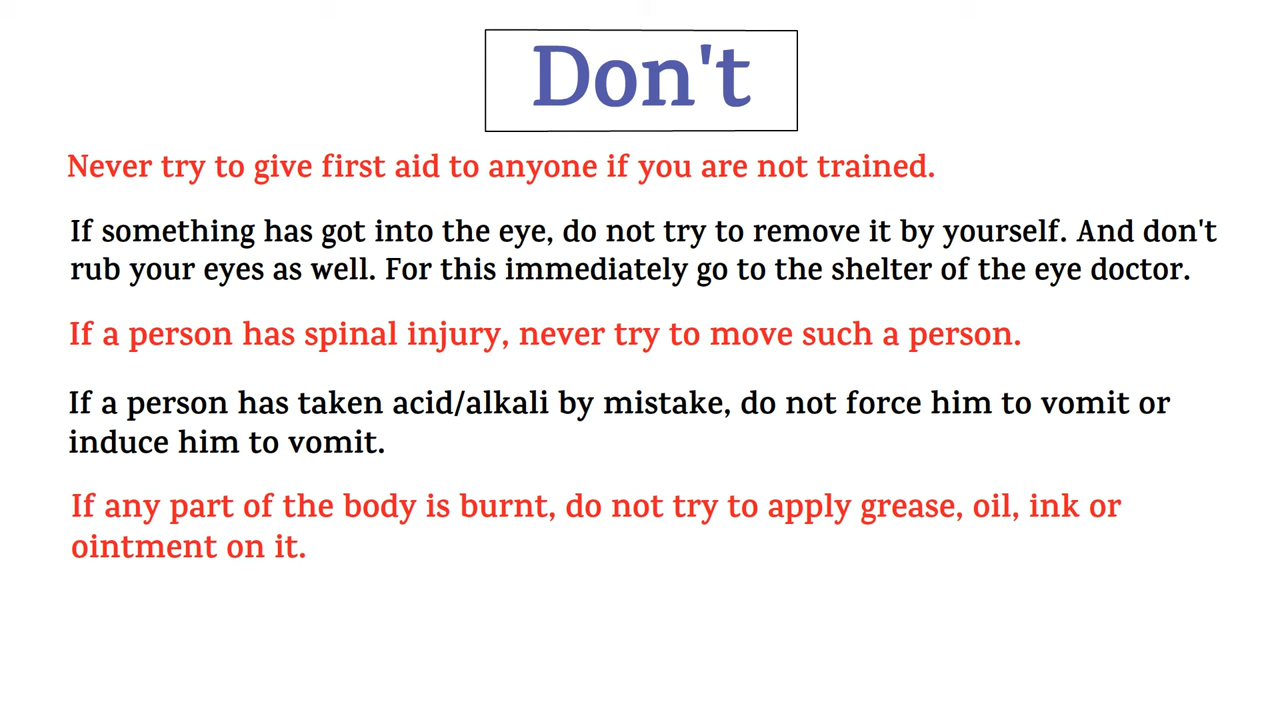 Don't
Never try to give first aid to anyone if you are not trained.
If something has got into the eye, do not try to remove it by yourself. And don't
rub your eyes as well. For this immediately go to the shelter of the eye doctor.
If a person has spinal injury, never try to move such a person.
If a person has taken acid/alkali by mistake, do not force him to vomit or
induce him to vomit.
If any part of the body is burnt, do not try to apply grease, oil, ink or
ointment on it.